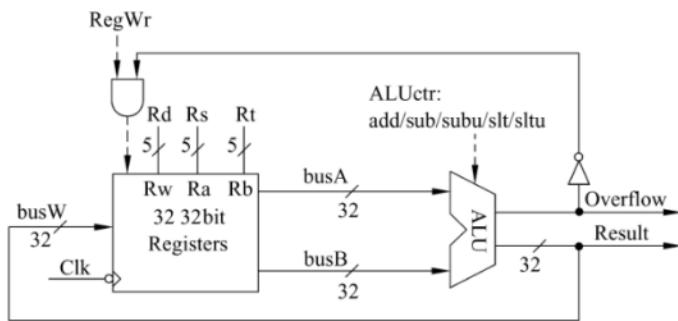 RegWr
ALUctr:
add/sub/subu/slt/sltu
Rd Rs Rt
5 5 5
Rw Ra Rb
busA
32
busW
32
32 32bit
Registers
ALU
Overflow
Result
32
Clk
busB
32